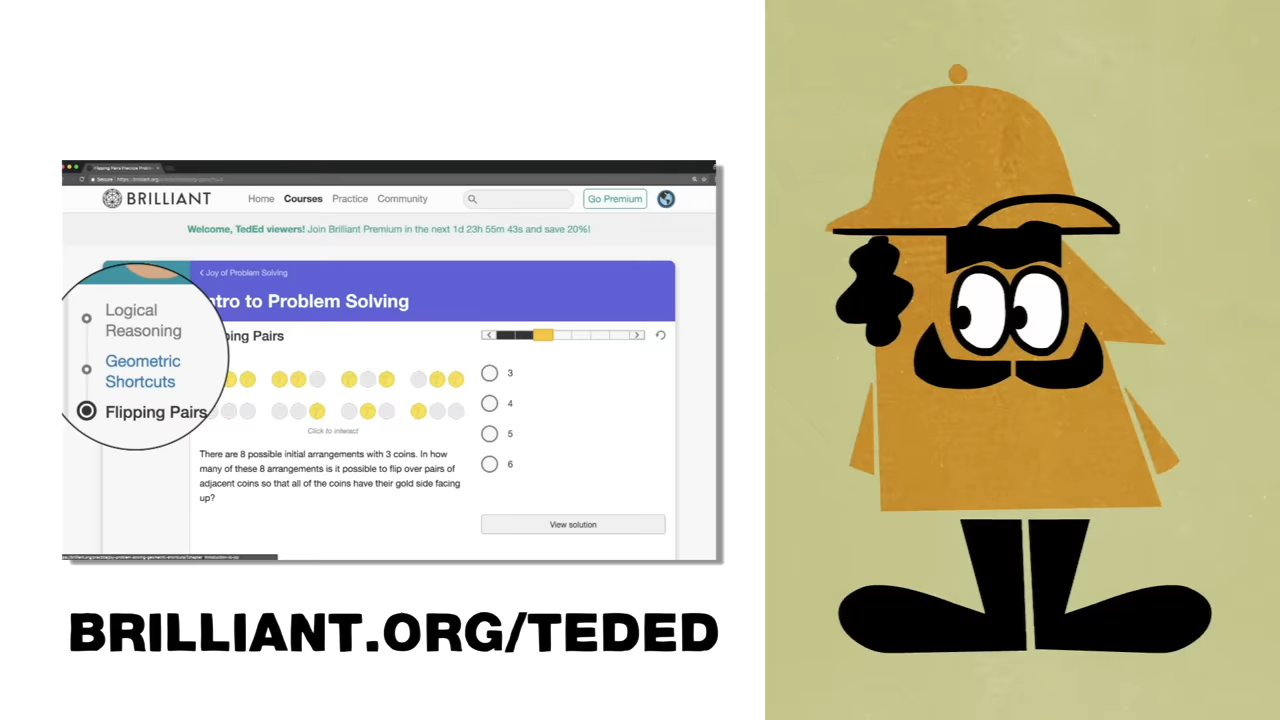 BRILLIANT
Home Courses Practice Community
Go Premium
Welcome, TedEd viewers! Join Brilliant Premium in the next 1d 23h 55m 43s and save 20%!
Joy of Problem Solving
Intro to Problem Solving
Logical
Reasoning
Geometric
Shortcuts
Flipping Pairs
Click to interact
There are 8 possible initial arrangements with 3 coins. In how
many of these 8 arrangements is it possible to flip over pairs of
adjacent coins so that all of the coins have their gold side facing
up?
3
4
5
6
View solution
BRILLIANT.ORG/TEDED